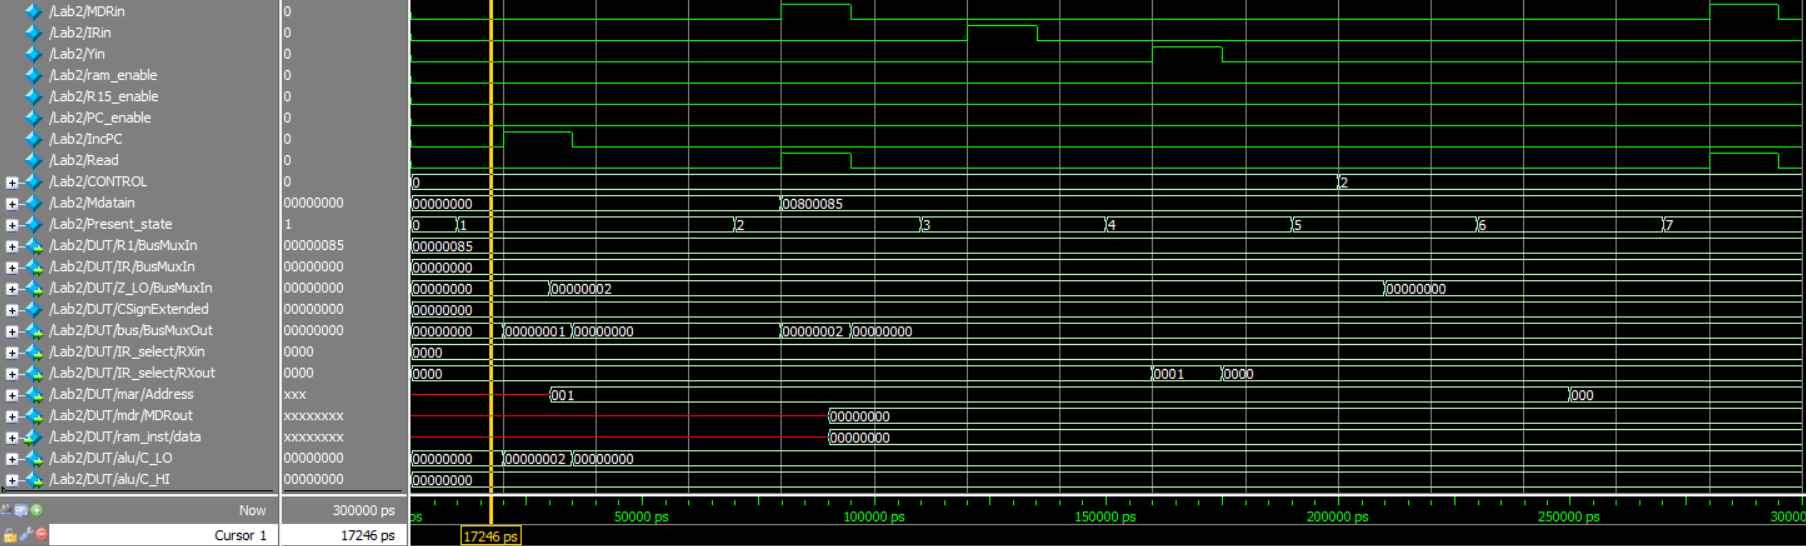 /Lab2/MDRin 0
/Lab2/IRin 0
/Lab2/Yin 0
/Lab2/ram_enable 0
/Lab2/R15_enable 0
/Lab2/PC_enable 0
/Lab2/IncPC 0
/Lab2/Read 0
/Lab2/CONTROL 0 0 2
/Lab2/Mdatain 00000000 00000000 00800085
/Lab2/Present_state 1 0 1 2 3 4 5 6 7
/Lab2/DUT/R1/BusMuxIn 00000085 00000085
/Lab2/DUT/IR/BusMuxIn 00000000 00000000
/Lab2/DUT/Z_LO/BusMuxIn 00000000 00000000 00000002 00000000
/Lab2/DUT/CSignExtended 00000000 00000000
/Lab2/DUT/bus/BusMuxOut 00000000 00000000 00000001 00000000 00000002 00000000
/Lab2/DUT/IR_select/RXin 0000 0000
/Lab2/DUT/IR_select/RXout 0000 0000 0001 0000
/Lab2/DUT/mar/Address xxx 001 000
/Lab2/DUT/mdr/MDRout xxxxxxxx 00000000
/Lab2/DUT/ram_inst/data xxxxxxxx 00000000
/Lab2/DUT/alu/C_LO 00000000 00000000 00000002 00000000
/Lab2/DUT/alu/C_HI 00000000 00000000
Now 300000 ps ps 50000 ps 100000 ps 150000 ps 200000 ps 250000 ps 30000
Cursor 1 17246 ps 17246 ps